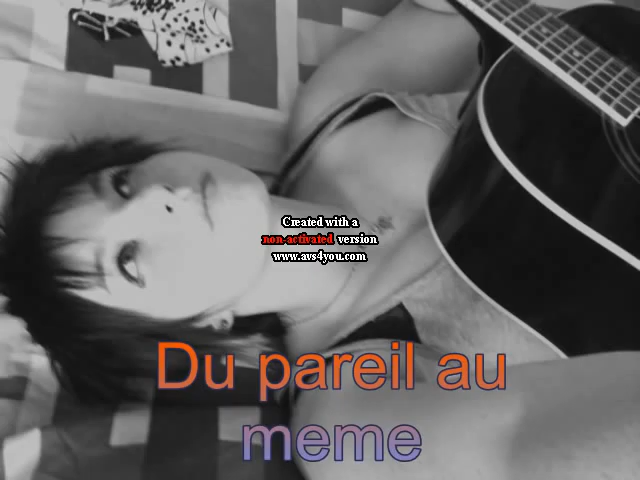 Created with a
non-activated version
www.avs4you.com
Du pareil au
meme